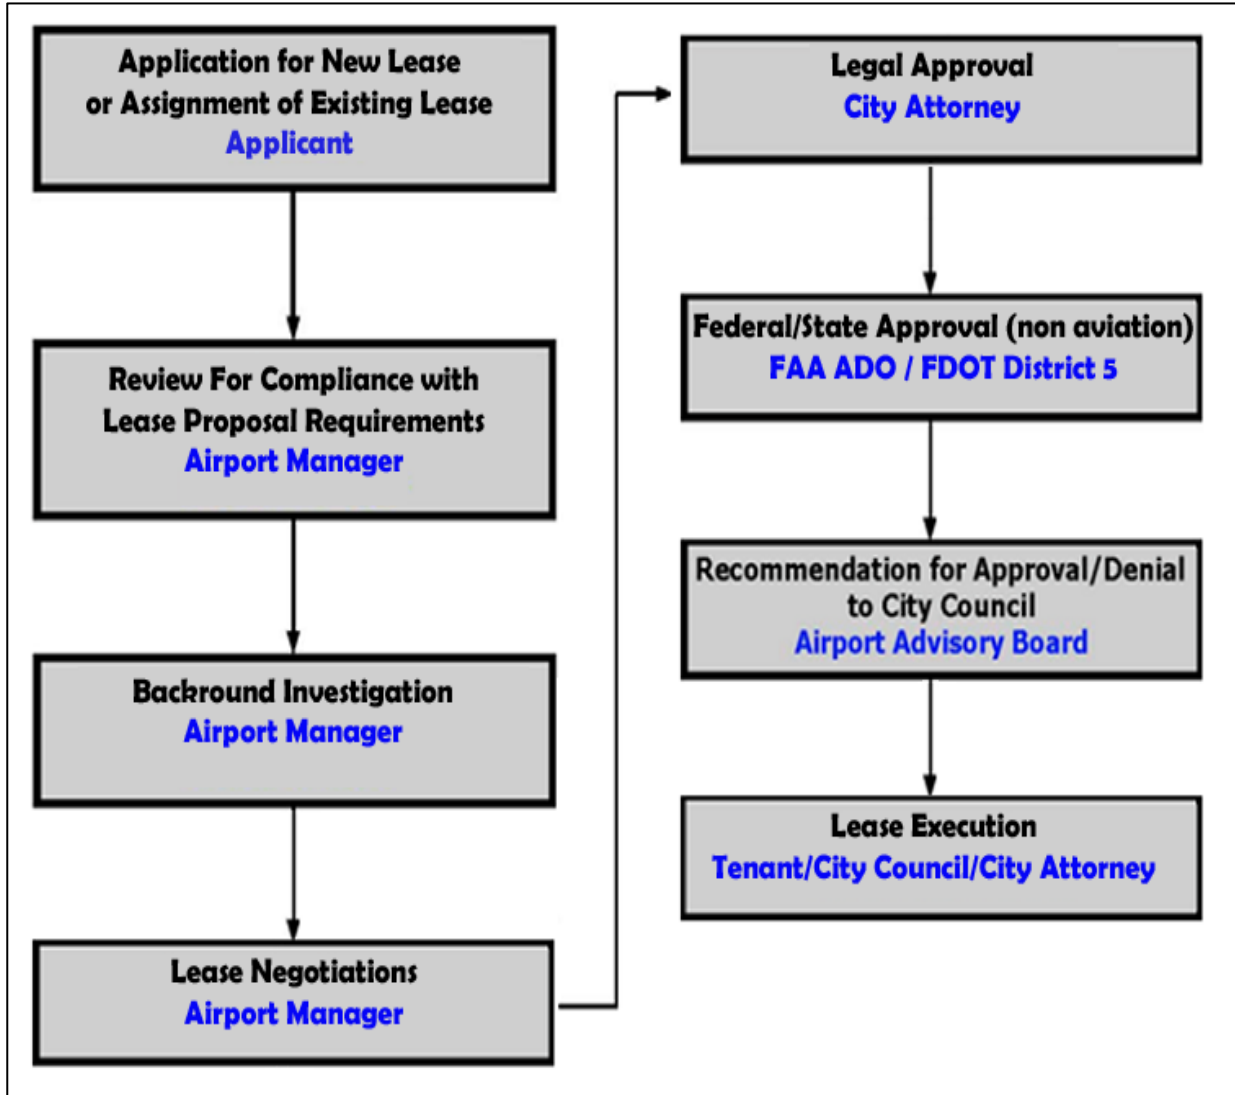 Application for New Lease
or Assignment of Existing Lease
Applicant
Review For Compliance with
Lease Proposal Requirements
Airport Manager
Backround Investigation
Airport Manager
Lease Negotiations
Airport Manager
Legal Approval
City Attorney
Federal/State Approval (non aviation)
FAA ADO / FDOT District 5
Recommendation for Approval/Denial
to City Council
Airport Advisory Board
Lease Execution
Tenant/City Council/City Attorney